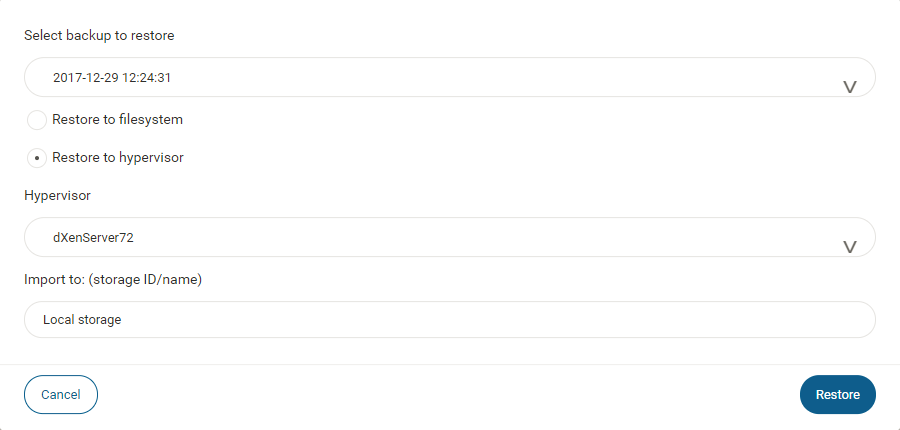 Select backup to restore
2017-12-29 12:24:31
Restore to filesystem
Restore to hypervisor
Hypervisor
dXenServer72
Import to: (storage ID/name)
Local storage
Cancel
Restore